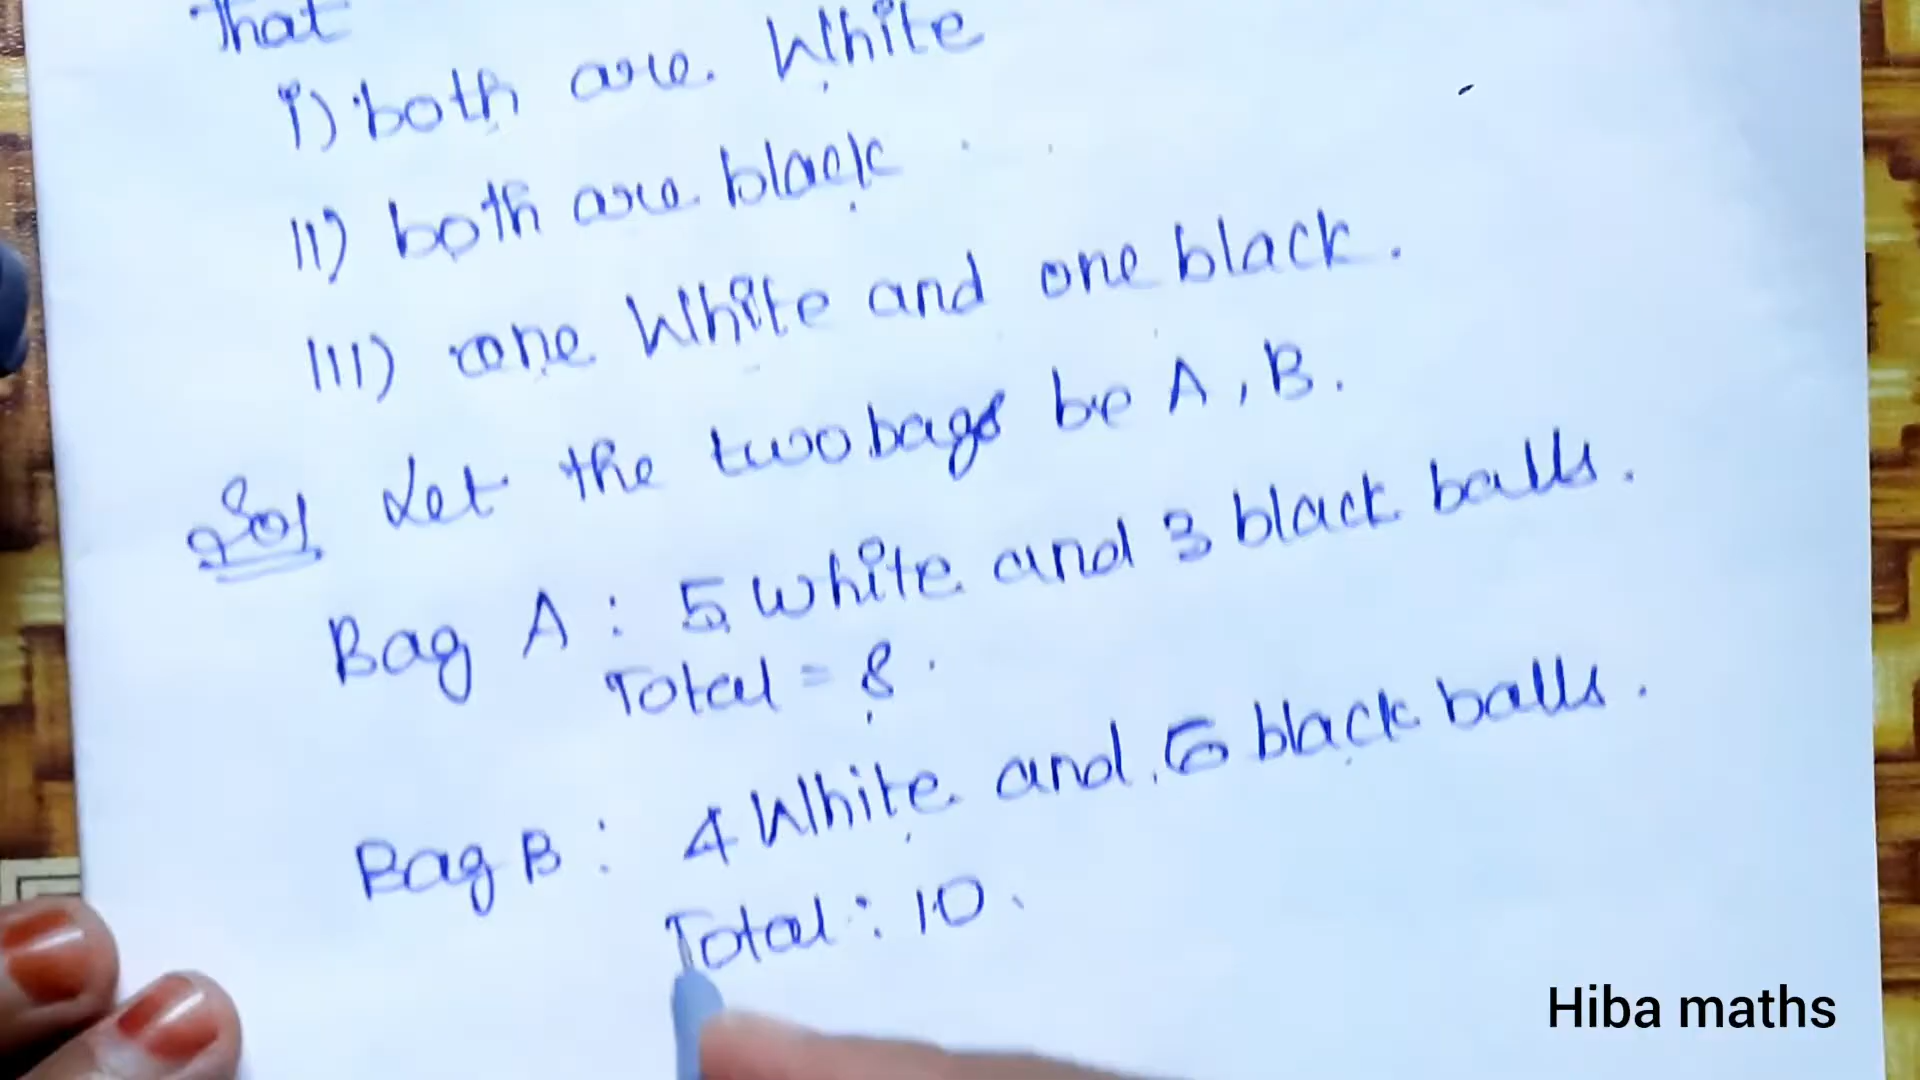 That
i) both are White
ii) both are black
iii) one White and one black.
Sol Let the two bags be A, B.
Bag A : 5 white and 3 black balls.
Total = 8.
Bag B : 4 White and 6 black balls.
Total : 10.
Hiba maths